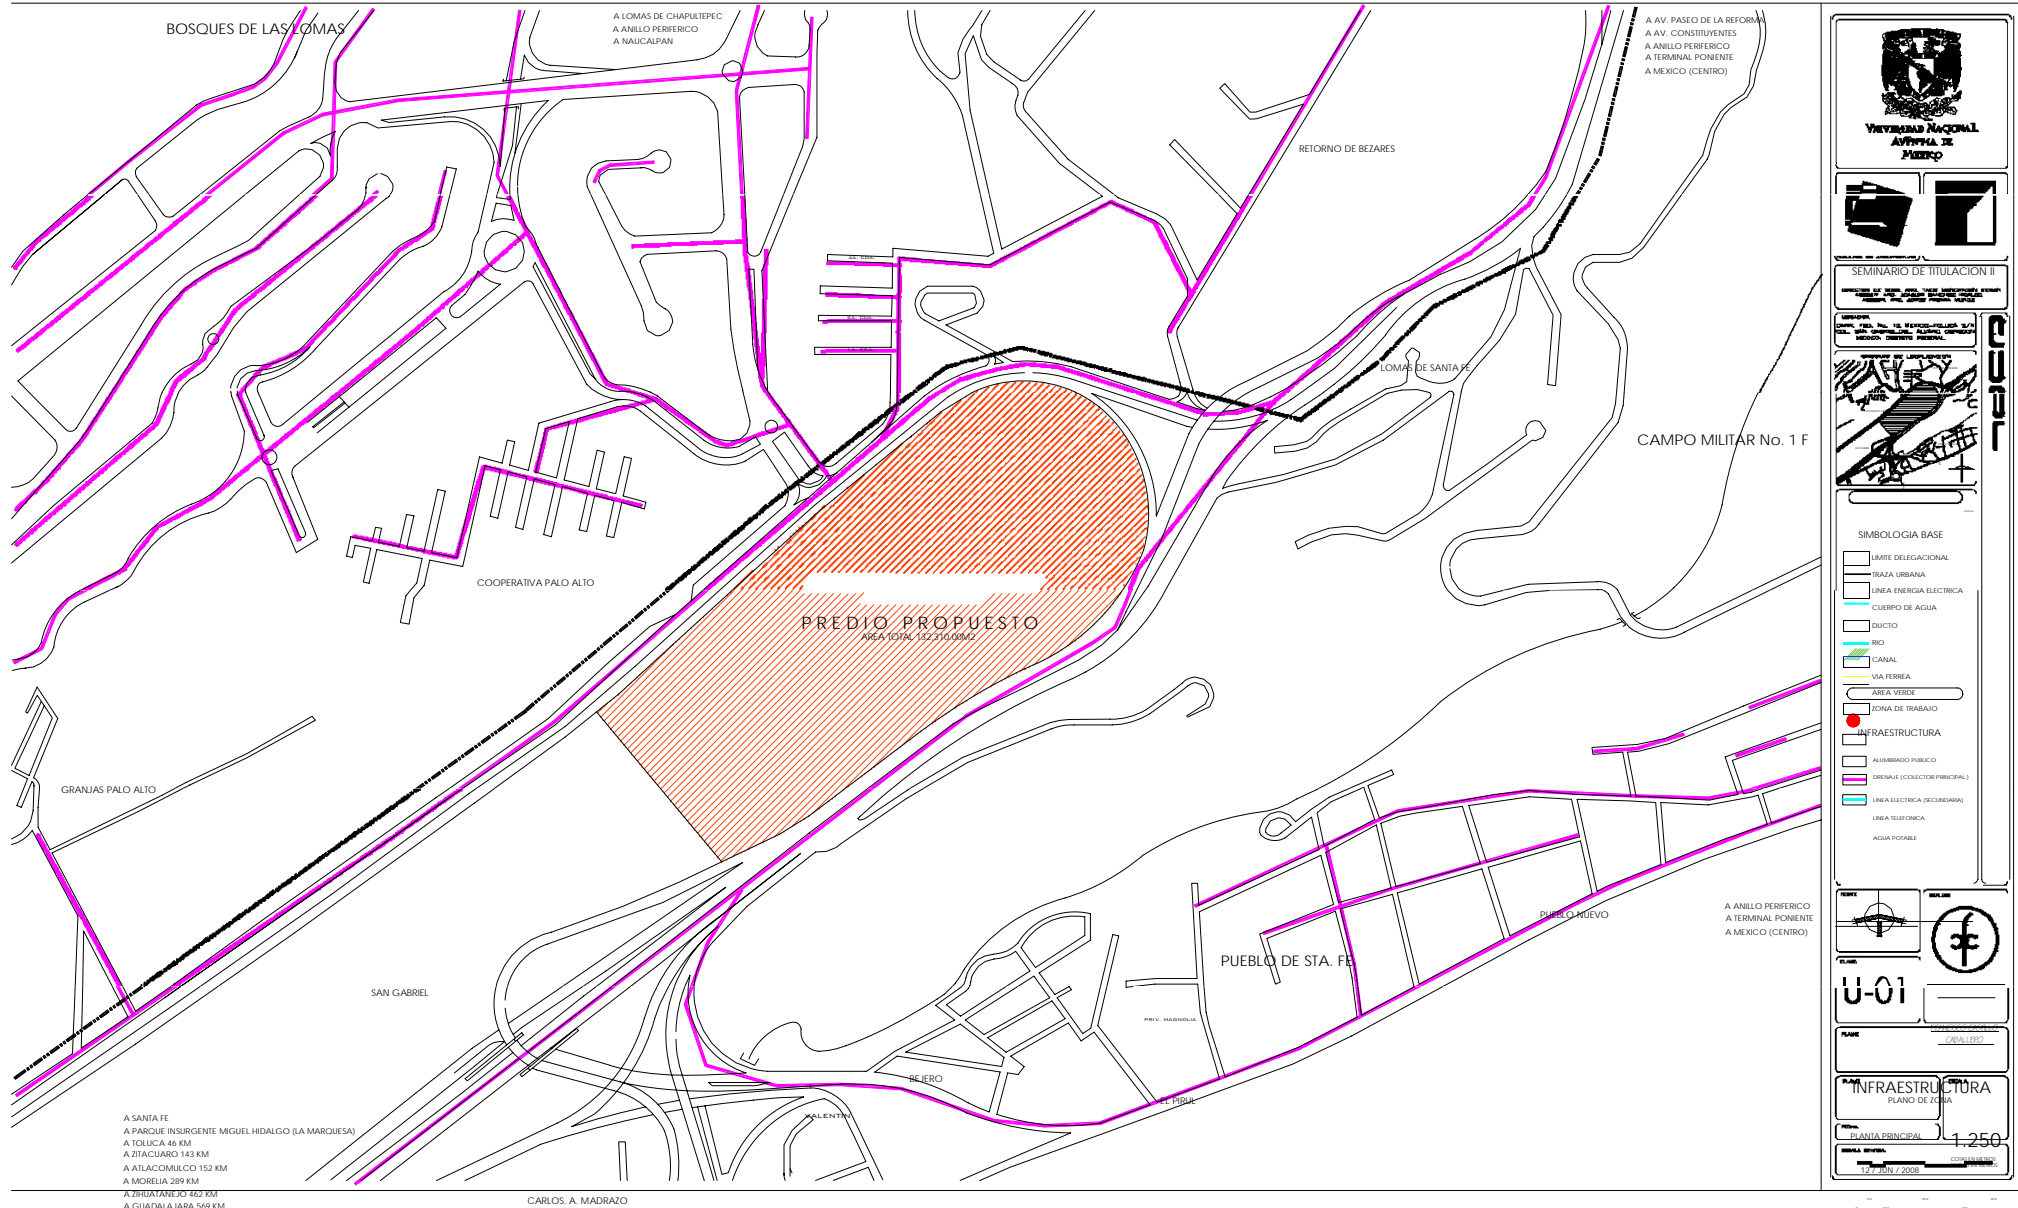 BOSQUES DE LAS LOMAS
A LOMAS DE CHAPULTEPEC
A ANILLO PERIFERICO
A NAUCALPAN
A AV. PASEO DE LA REFORMA
A AV. CONSTITUYENTES
A ANILLO PERIFERICO
A TERMINAL PONIENTE
A MEXICO (CENTRO)
RETORNO DE BEZARES
LOMAS DE SANTA FE
CAMPO MILITAR No. 1 F
COOPERATIVA PALO ALTO
PREDIO PROPUESTO
AREA TOTAL 132,310.00M2
GRANJAS PALO ALTO
SAN GABRIEL
PUEBLO DE STA. FE
PUEBLO NUEVO
A ANILLO PERIFERICO
A TERMINAL PONIENTE
A MEXICO (CENTRO)
PRIV. MAGNOLIA
BEJERO
EL PIRUL
VALENTIN
A SANTA FE
A PARQUE INSURGENTE MIGUEL HIDALGO (LA MARQUESA)
A TOLUCA 46 KM
A ZITACUARO 143 KM
A ATLACOMULCO 152 KM
A MORELIA 289 KM
A ZIHUATANEJO 462 KM
A GUADALAJARA 569 KM
CARLOS. A. MADRAZO
UNIVERSIDAD NACIONAL
AUTÓNOMA DE
MÉXICO
SEMINARIO DE TITULACION II
SIMBOLOGIA BASE
LIMITE DELEGACIONAL
TRAZA URBANA
LINEA ENERGIA ELECTRICA
CUERPO DE AGUA
DUCTO
RIO
CANAL
VIA FERREA
AREA VERDE
ZONA DE TRABAJO
INFRAESTRUCTURA
ALUMBRADO PUBLICO
DRENAJE (COLECTOR PRINCIPAL)
LINEA ELECTRICA (SECUNDARIA)
LINEA TELEFONICA
AGUA POTABLE
U-01
CABALLERO
INFRAESTRUCTURA
PLANO DE ZONA
PLANTA PRINCIPAL
1:250
COTAS EN METROS
12 / JUN / 2008